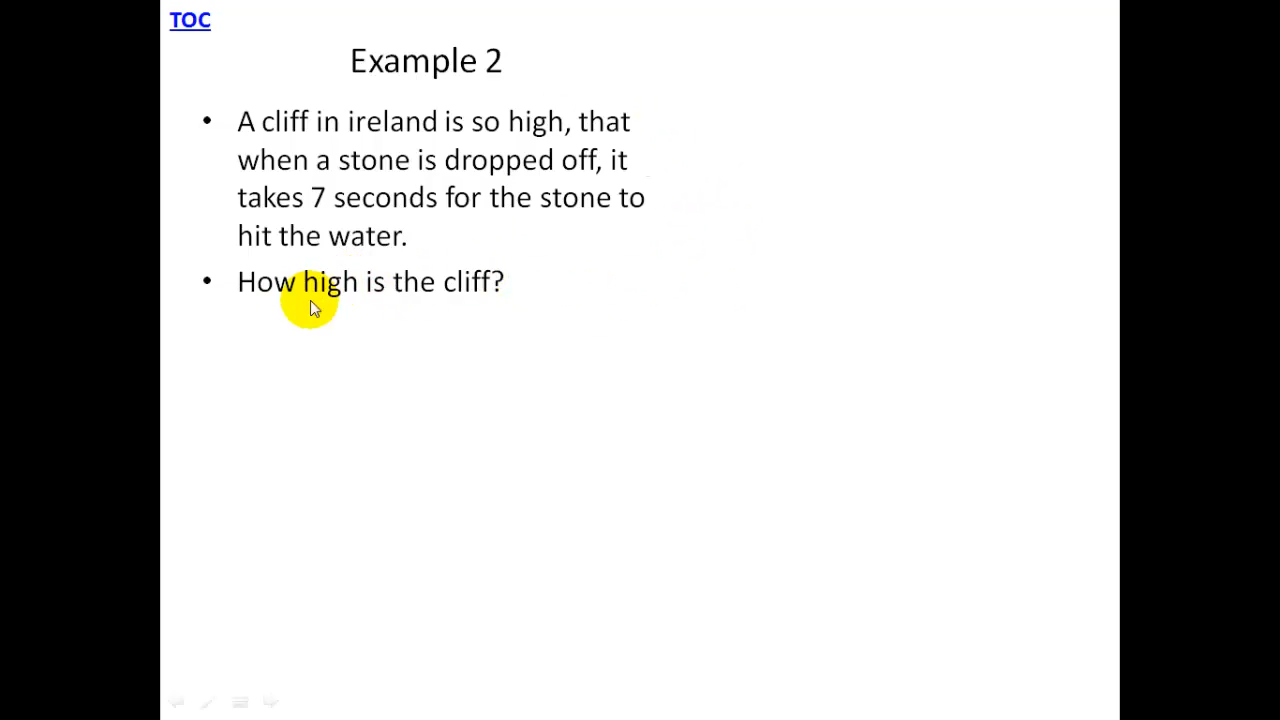 TOC
Example 2
• A cliff in ireland is so high, that
when a stone is dropped off, it
takes 7 seconds for the stone to
hit the water.
• How high is the cliff?